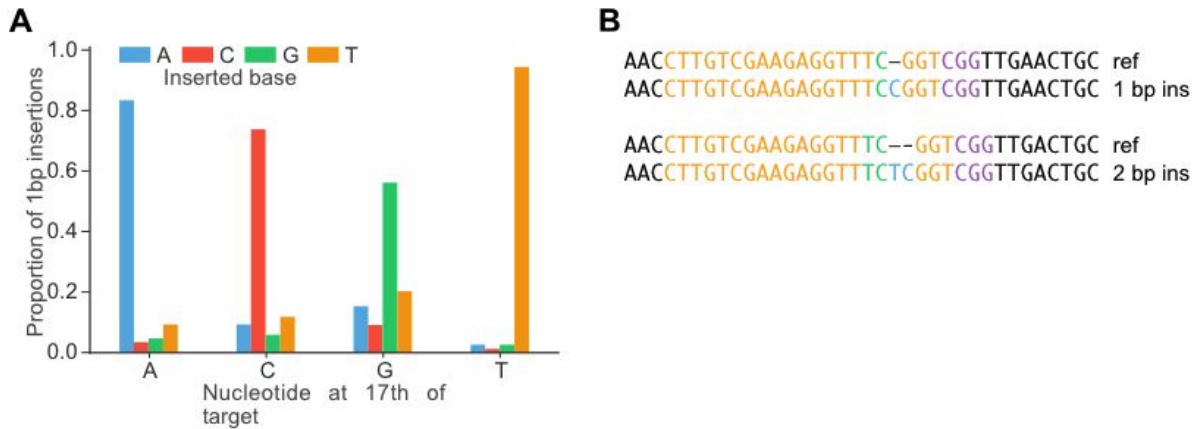 A
B
1.0
0.8
0.6
0.4
0.2
0.0
Proportion of 1bp insertions
A C G T
Inserted base
A C G T
Nucleotide at 17th of
target
AACCTTGTCGAAGAGGTTTC-GGTCGGTTGAACTGC ref
AACCTTGTCGAAGAGGTTTCCGGTCGGTTGAACTGC 1 bp ins
AACCTTGTCGAAGAGGTTTC--GGTCGGTTGACTGC ref
AACCTTGTCGAAGAGGTTTCTCGGTCGGTTGACTGC 2 bp ins